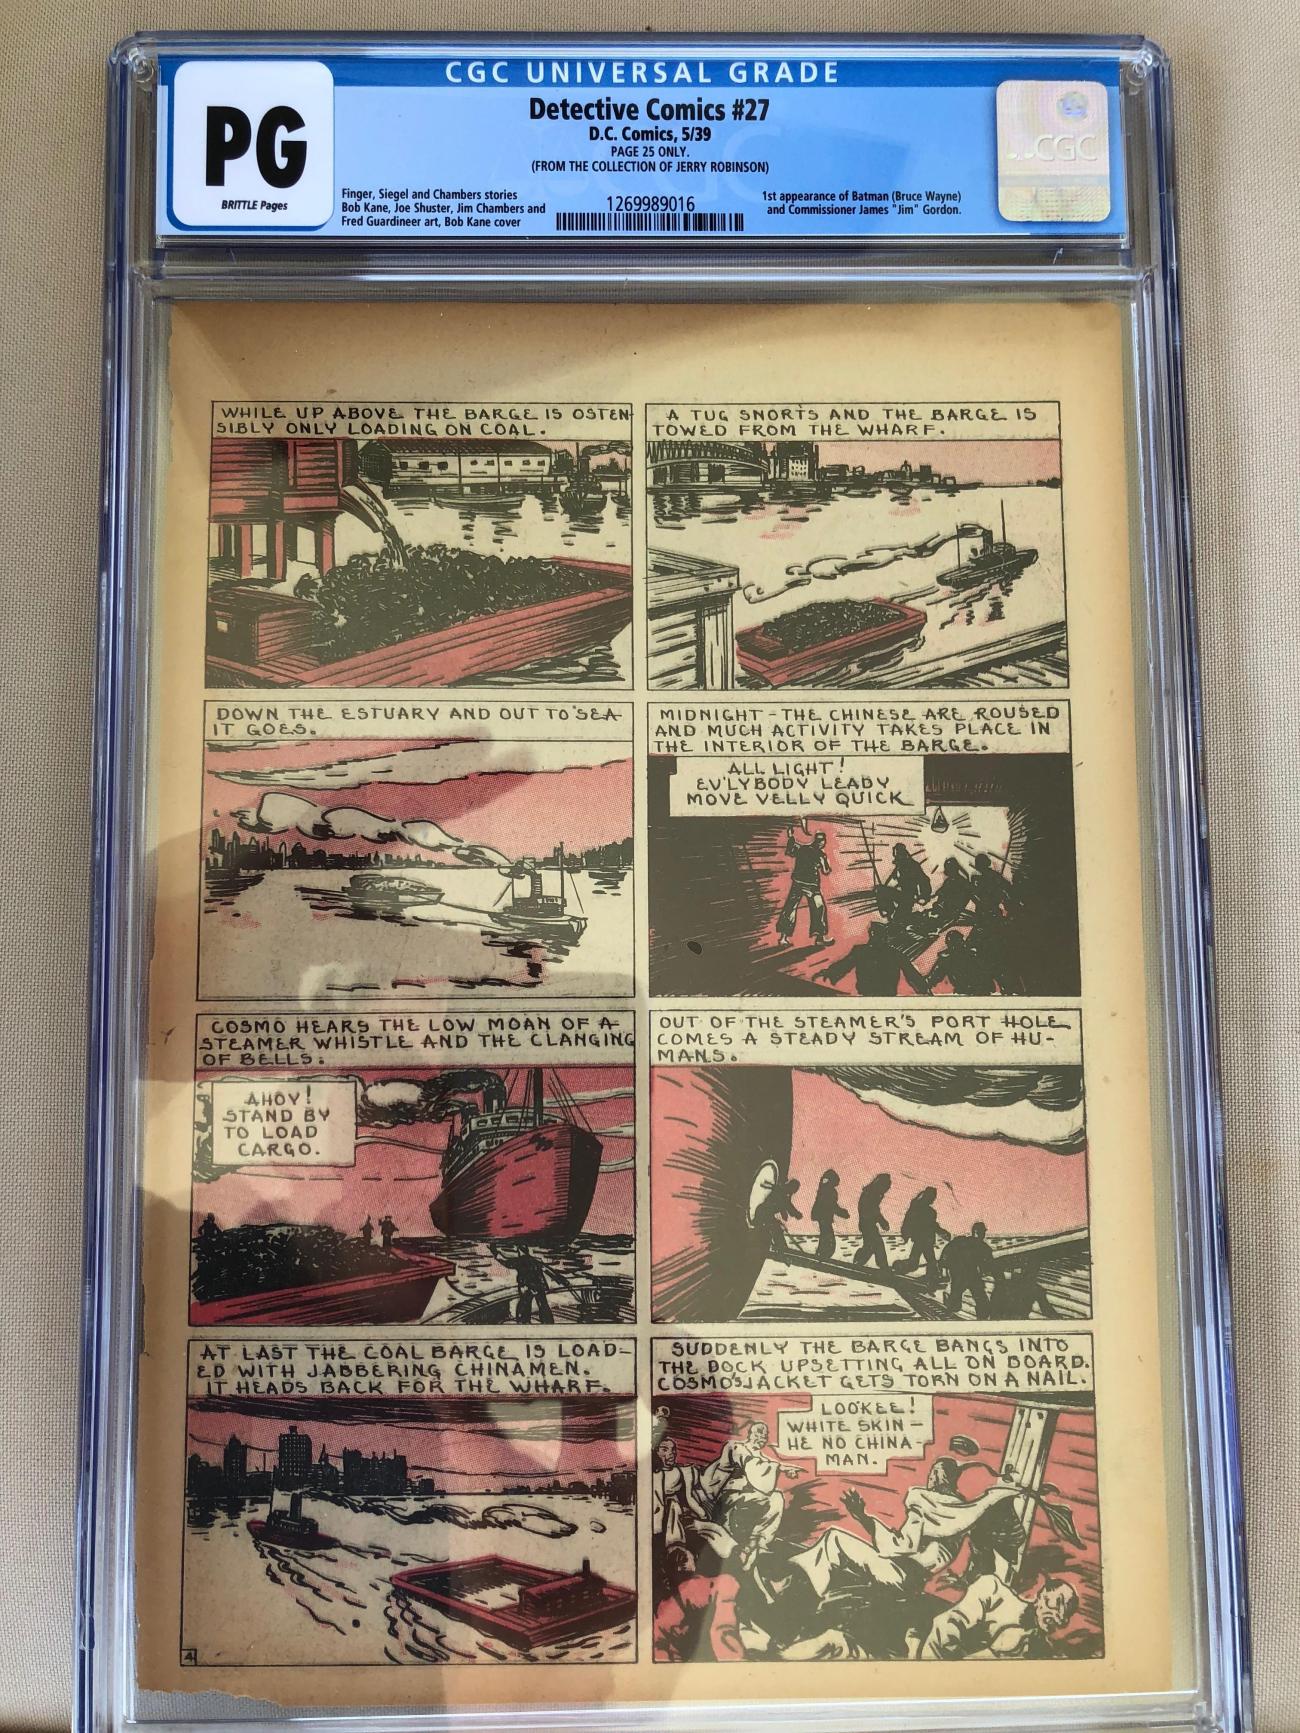 CGC UNIVERSAL GRADE
PG
BRITTLE Pages
Detective Comics #27
D.C. Comics, 5/39
PAGE 25 ONLY.
(FROM THE COLLECTION OF JERRY ROBINSON)
Finger, Siegel and Chambers stories
Bob Kane, Joe Shuster, Jim Chambers and
Fred Guardineer art, Bob Kane cover
1269989016
1st appearance of Batman (Bruce Wayne)
and Commissioner James "Jim" Gordon.
CGC
WHILE UP ABOVE THE BARGE IS OSTEN-
SIBLY ONLY LOADING ON COAL.
A TUG SNORTS AND THE BARGE IS
TOWED FROM THE WHARF.
DOWN THE ESTUARY AND OUT TO SEA
IT GOES.
MIDNIGHT - THE CHINESE ARE ROUSED
AND MUCH ACTIVITY TAKES PLACE IN
THE INTERIOR OF THE BARGE.
ALL LIGHT!
EV'LYBODY LEADY
MOVE VELLY QUICK
COSMO HEARS THE LOW MOAN OF A
STEAMER WHISTLE AND THE CLANGING
OF BELLS:
AHOY!
STAND BY
TO LOAD
CARGO.
OUT OF THE STEAMER'S PORT HOLE
COMES A STEADY STREAM OF HU-
MANS.
AT LAST THE COAL BARGE IS LOAD-
ED WITH JABBERING CHINAMEN.
IT HEADS BACK FOR THE WHARF.
4
SUDDENLY THE BARGE BANGS INTO
THE DOCK UPSETTING ALL ON BOARD.
COSMO'S JACKET GETS TORN ON A NAIL.
LOOKEE!
WHITE SKIN -
HE NO CHINA-
MAN.